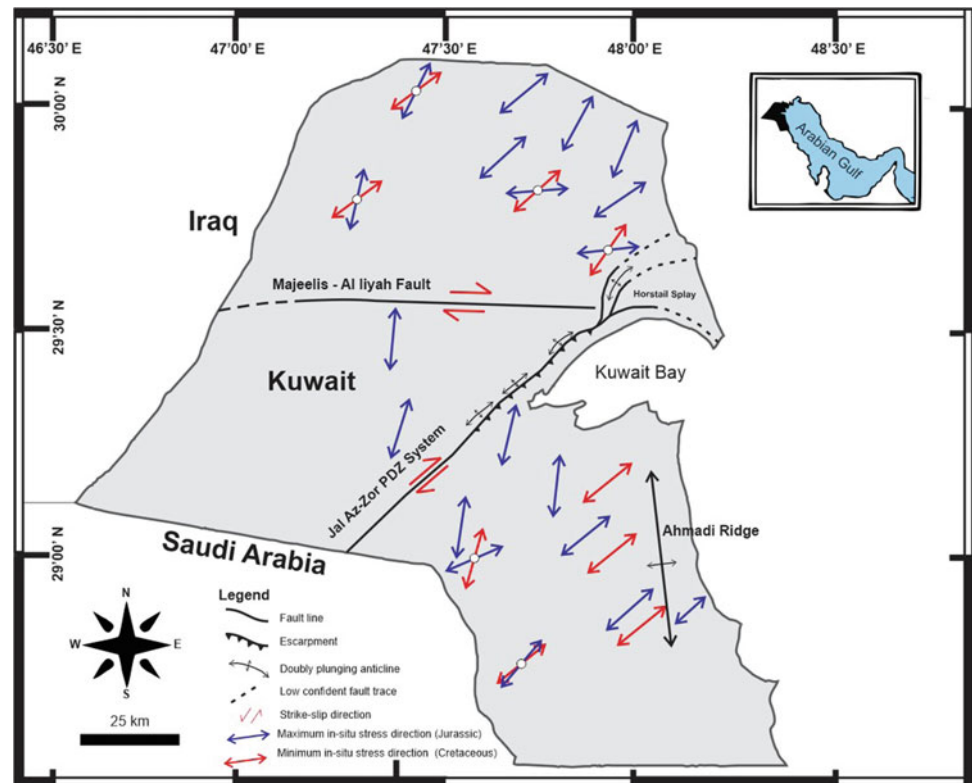 46°30' E
47°00' E
47°30' E
48°00' E
48°30' E
30°00' N
29°30' N
29°00' N
Arabian Gulf
Iraq
Majeelis - Al liyah Fault
Horstail Splay
Kuwait
Kuwait Bay
Jal Az-Zor PDZ System
Ahmadi Ridge
Saudi Arabia
N
W
E
S
25 km
Legend
Fault line
Escarpment
Doubly plunging anticline
Low confident fault trace
Strike-slip direction
Maximum in-situ stress direction (Jurassic)
Minimum in-situ stress direction (Cretaceous)